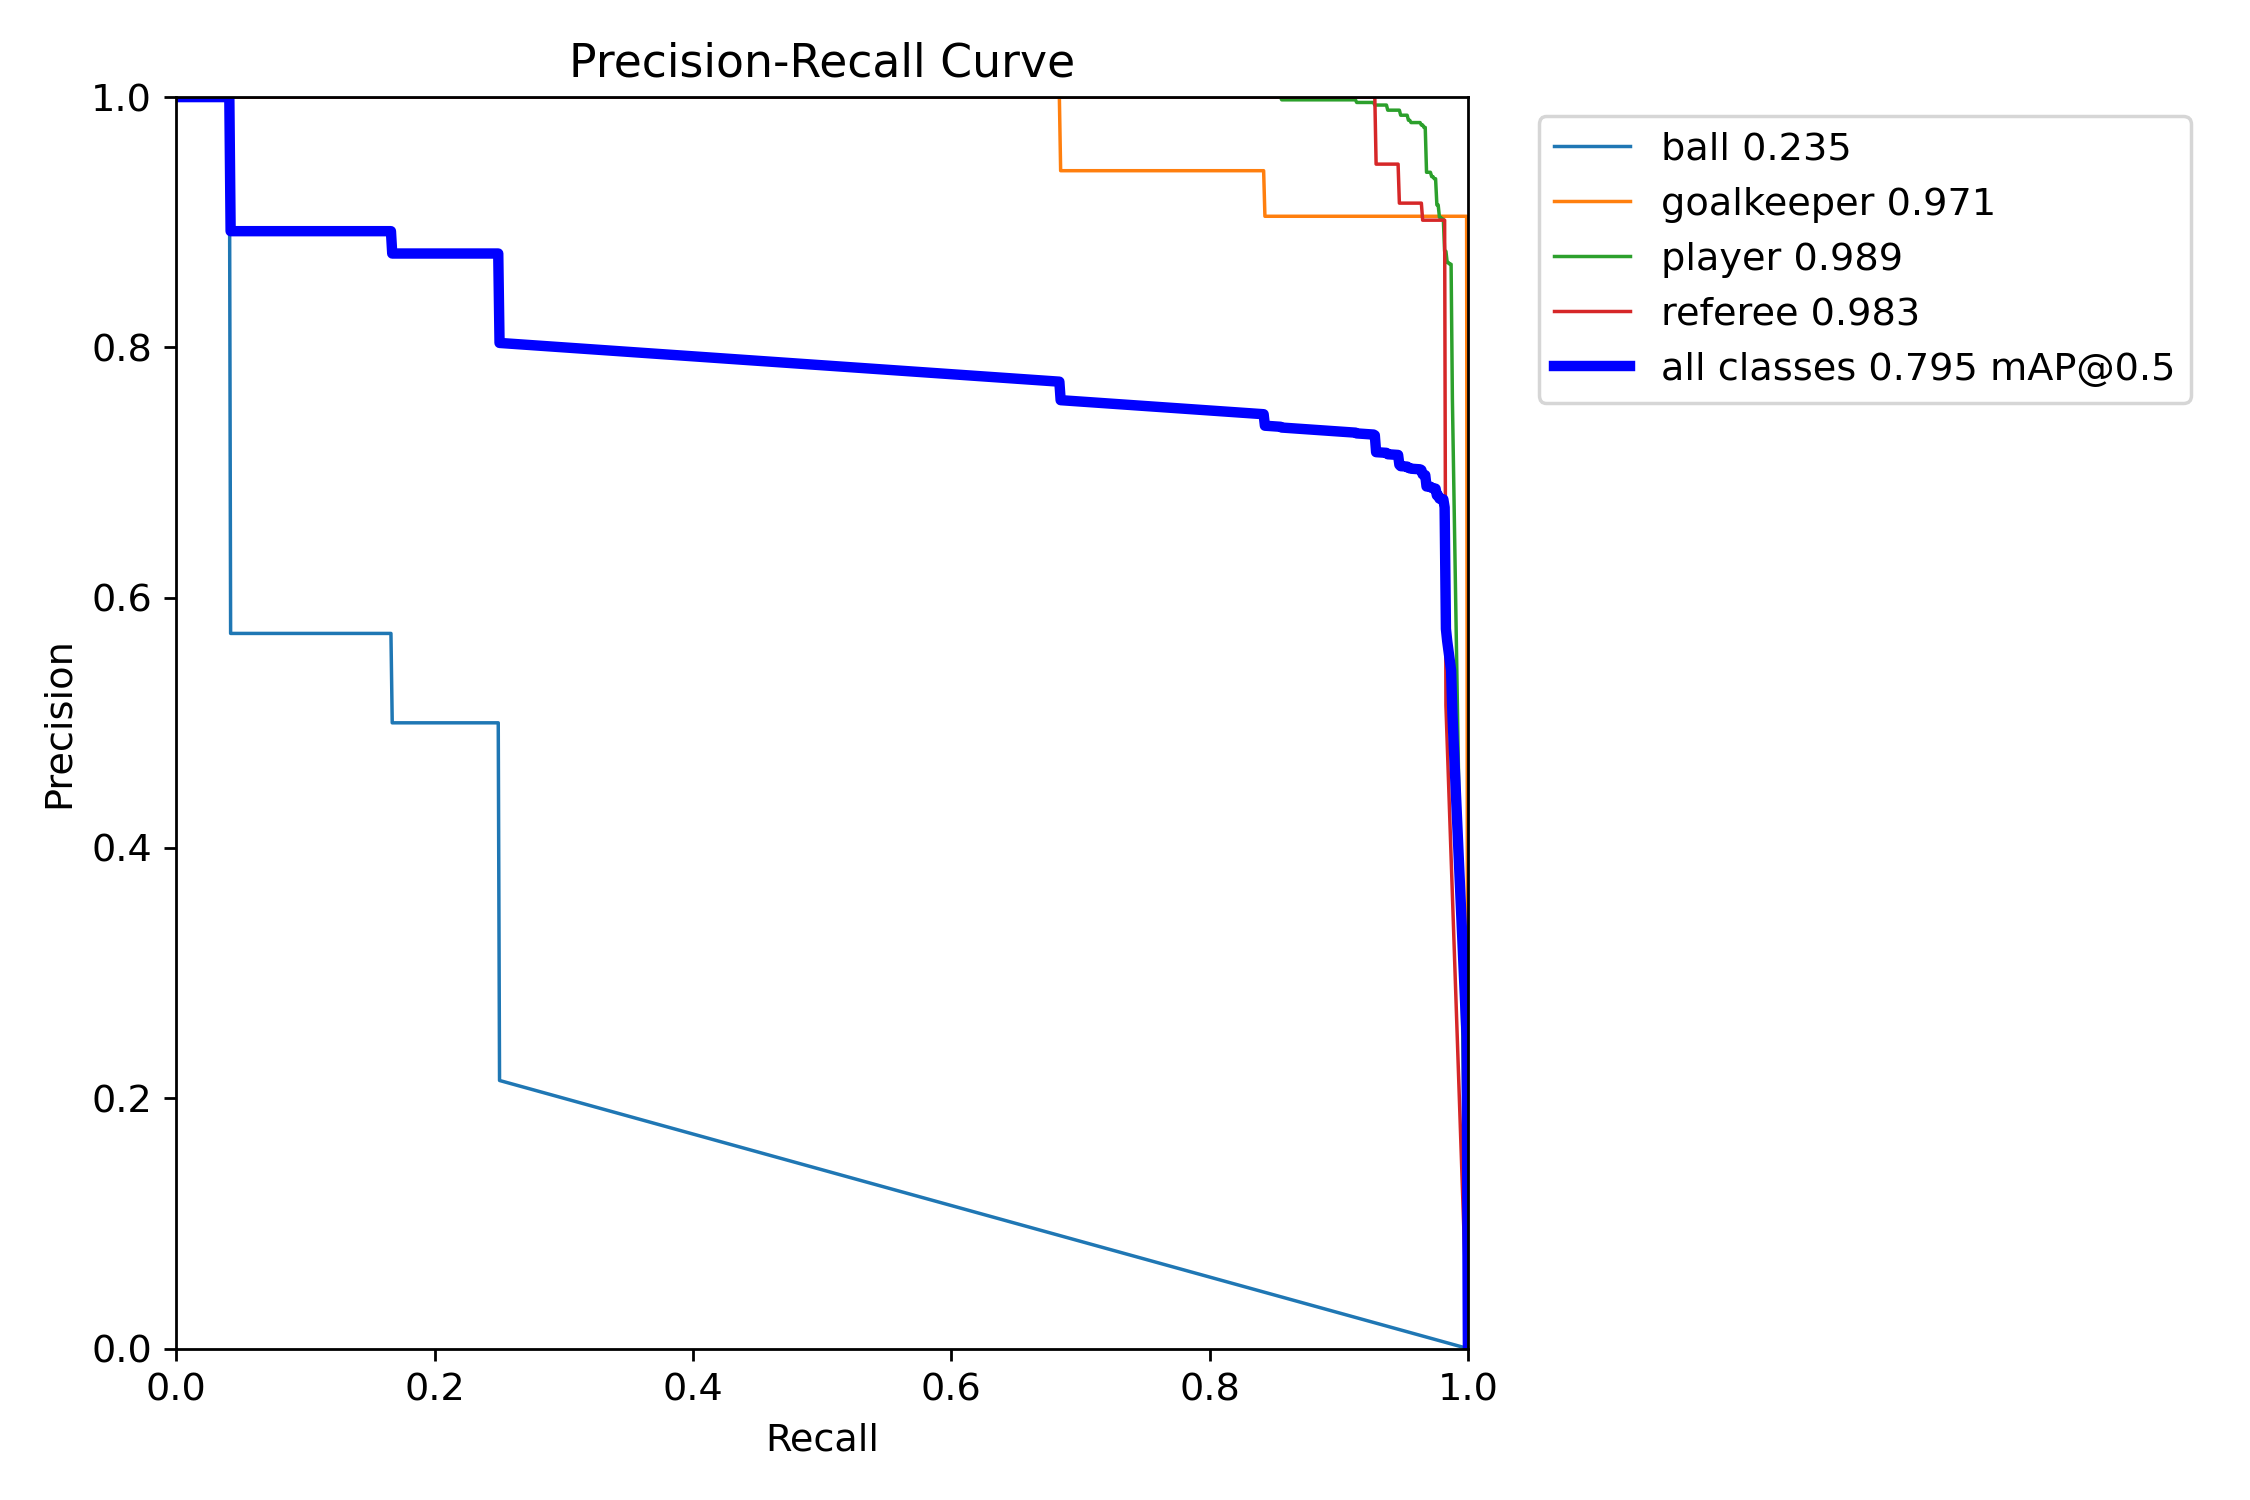 Precision-Recall Curve
1.0
0.8
0.6
0.4
0.2
0.0
Precision
0.0 0.2 0.4 0.6 0.8 1.0
Recall
ball 0.235
goalkeeper 0.971
player 0.989
referee 0.983
all classes 0.795 mAP@0.5